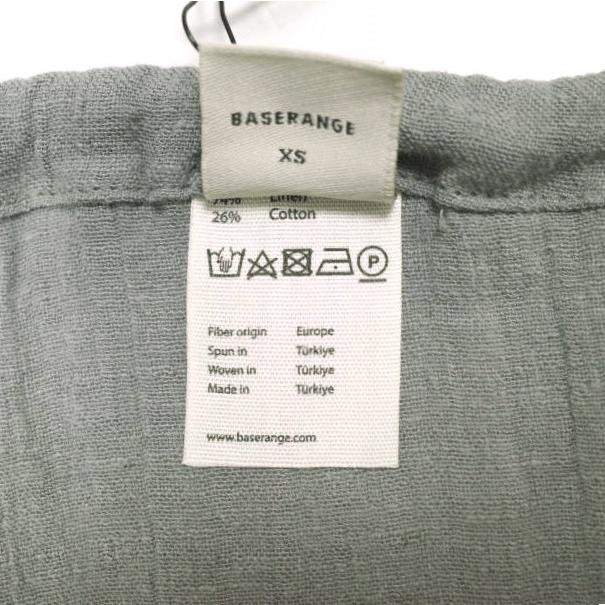 BASERANGE
XS
74% Linen
26% Cotton
P
Fiber origin Europe
Spun in Türkiye
Woven in Türkiye
Made in Türkiye
www.baserange.com